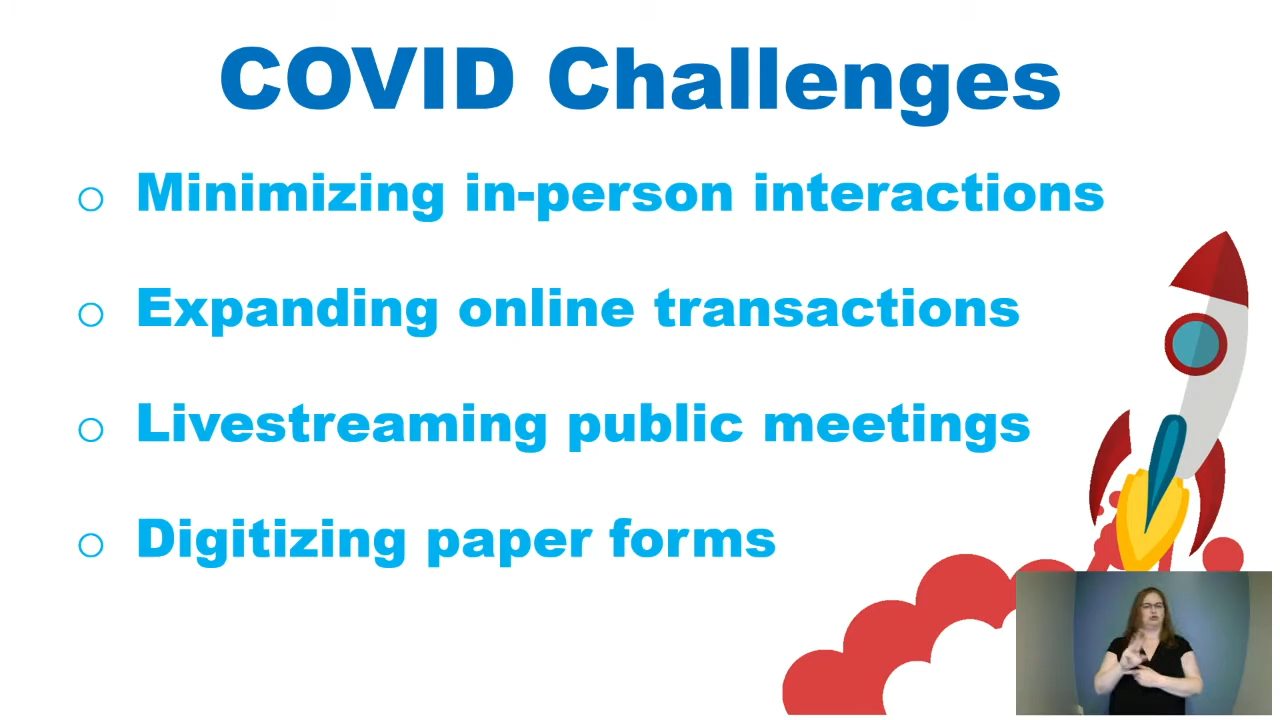 COVID Challenges
o Minimizing in-person interactions
o Expanding online transactions
o Livestreaming public meetings
o Digitizing paper forms